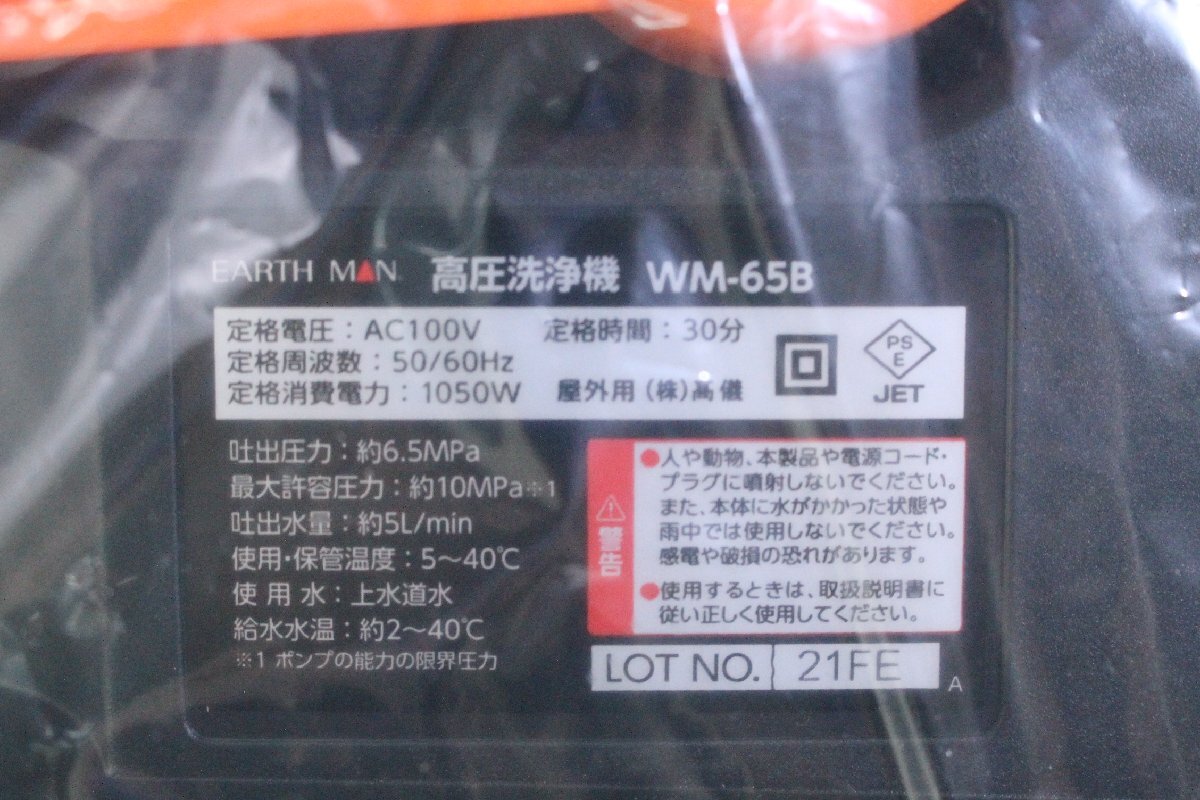 EARTH MAN 高圧洗浄機 WM-65B
定格電圧：AC100V 定格時間：30分
定格周波数：50/60Hz
定格消費電力：1050W 屋外用 (株)高儀
PS
E
JET
吐出圧力：約6.5MPa
最大許容圧力：約10MPa※1
吐出水量：約5L/min
使用・保管温度：5～40℃
使用水：上水道水
給水水温：約2～40℃
※1 ポンプの能力の限界圧力
警告
●人や動物、本製品や電源コード・
プラグに噴射しないでください。
また、本体に水がかかった状態や
雨中では使用しないでください。
感電や破損の恐れがあります。
●使用するときは、取扱説明書に
従い正しく使用してください。
LOT NO. 21FE
A